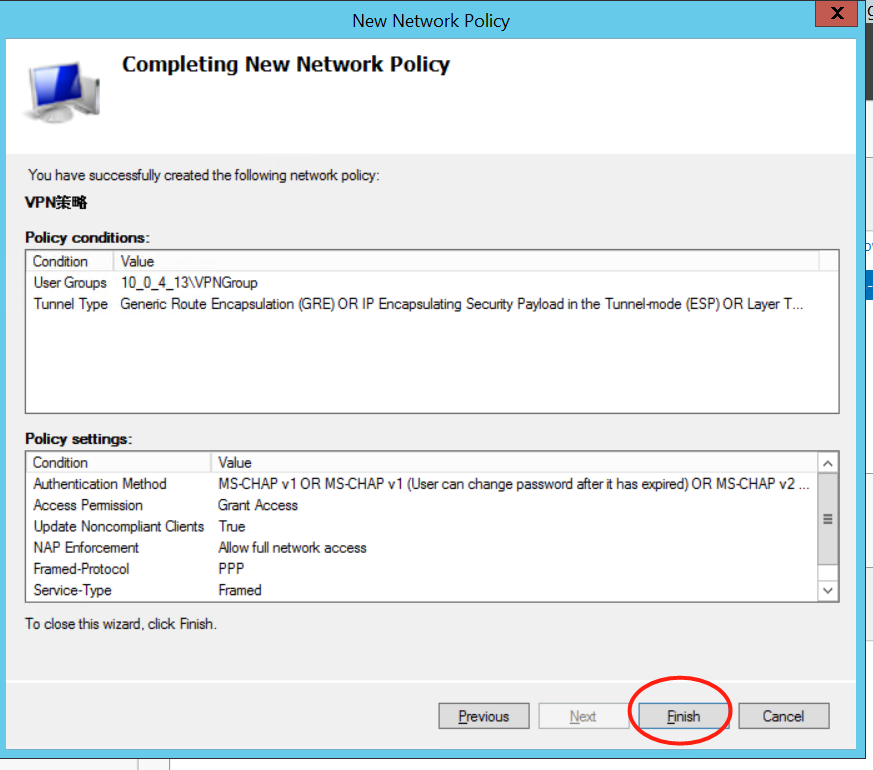 New Network Policy
Completing New Network Policy
You have successfully created the following network policy:
VPN策略
Policy conditions:
Condition Value
User Groups 10_0_4_13\VPNGroup
Tunnel Type Generic Route Encapsulation (GRE) OR IP Encapsulating Security Payload in the Tunnel-mode (ESP) OR Layer T...
Policy settings:
Condition Value
Authentication Method MS-CHAP v1 OR MS-CHAP v1 (User can change password after it has expired) OR MS-CHAP v2 ...
Access Permission Grant Access
Update Noncompliant Clients True
NAP Enforcement Allow full network access
Framed-Protocol PPP
Service-Type Framed
To close this wizard, click Finish.
Previous Next Finish Cancel